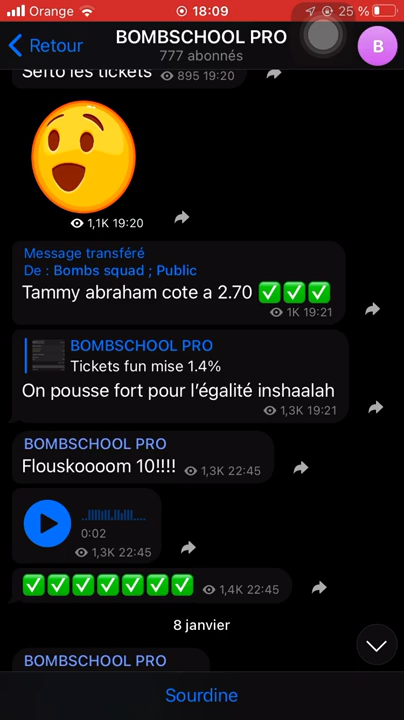 Orange 18:09 25 %
Retour
BOMBSCHOOL PRO
777 abonnés
B
les tickets 895 19:20
1,1K 19:20
Message transféré
De : Bombs squad ; Public
Tammy abraham cote a 2.70 ✅✅✅
1K 19:21
BOMBSCHOOL PRO
Tickets fun mise 1.4%
On pousse fort pour l’égalité inshaalah
1,3K 19:21
BOMBSCHOOL PRO
Flouskoooom 10!!!! 1,3K 22:45
0:02
1,3K 22:45
✅✅✅✅✅✅✅ 1,4K 22:45
8 janvier
BOMBSCHOOL PRO
Sourdine